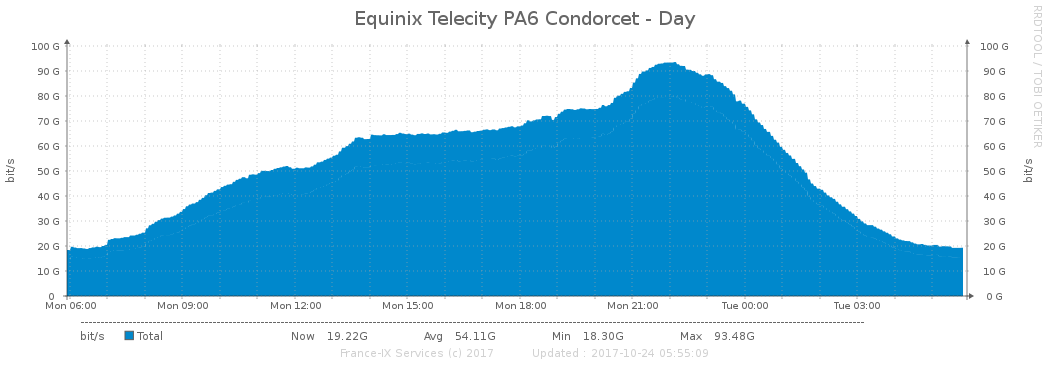 Equinix Telecity PA6 Condorcet - Day
RRDTOOL / TOBI OETIKER
100 G 100 G
90 G 90 G
80 G 80 G
70 G 70 G
60 G 60 G
50 G 50 G
40 G 40 G
30 G 30 G
20 G 20 G
10 G 10 G
0 0 G
bit/s bit/s
Mon 06:00 Mon 09:00 Mon 12:00 Mon 15:00 Mon 18:00 Mon 21:00 Tue 00:00 Tue 03:00
bit/s Total Now 19.22G Avg 54.11G Min 18.30G Max 93.48G
France-IX Services (c) 2017 Updated : 2017-10-24 05:55:09